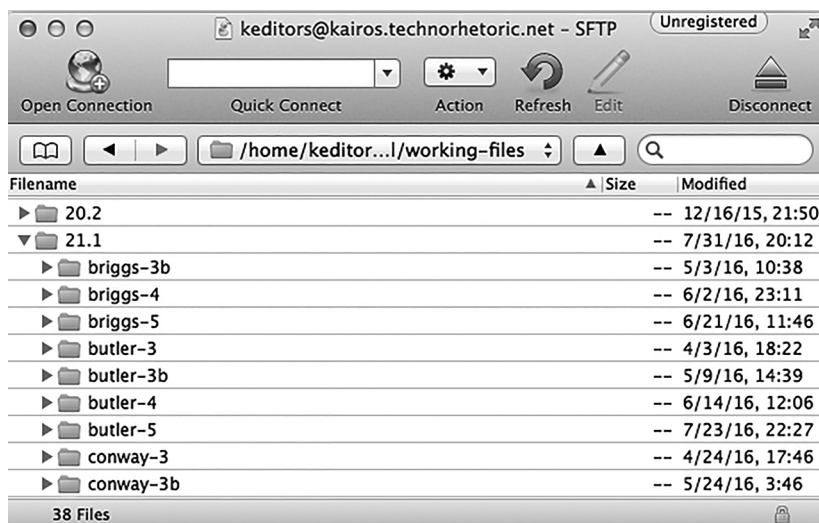 keditors@kairos.technorhetoric.net – SFTP Unregistered
Open Connection Quick Connect Action Refresh Edit Disconnect
/home/keditor...l/working-files
Filename Size Modified
20.2 -- 12/16/15, 21:50
21.1 -- 7/31/16, 20:12
briggs-3b -- 5/3/16, 10:38
briggs-4 -- 6/2/16, 23:11
briggs-5 -- 6/21/16, 11:46
butler-3 -- 4/3/16, 18:22
butler-3b -- 5/9/16, 14:39
butler-4 -- 6/14/16, 12:06
butler-5 -- 7/23/16, 22:27
conway-3 -- 4/24/16, 17:46
conway-3b -- 5/24/16, 3:46
38 Files